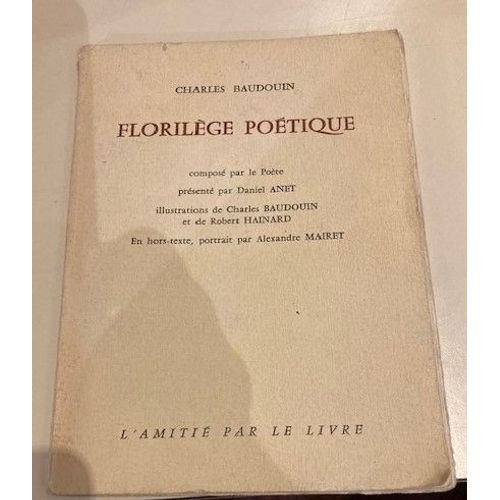 CHARLES BAUDOUIN
FLORILÈGE POÉTIQUE
composé par le Poète
présenté par Daniel ANET
illustrations de Charles BAUDOUIN
et de Robert HAINARD
En hors-texte, portrait par Alexandre MAIRET
L'AMITIÉ PAR LE LIVRE